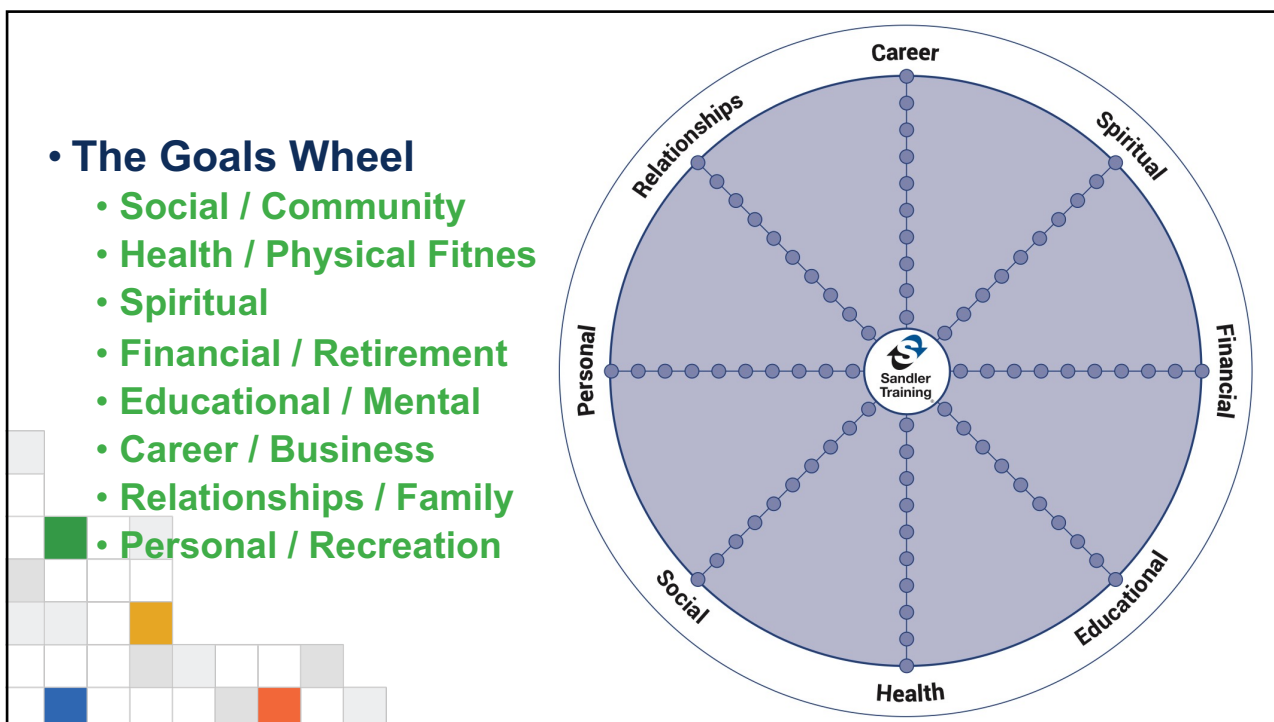 • The Goals Wheel
• Social / Community
• Health / Physical Fitnes
• Spiritual
• Financial / Retirement
• Educational / Mental
• Career / Business
• Relationships / Family
• Personal / Recreation
Career
Spiritual
Financial
Educational
Health
Social
Personal
Relationships
Sandler
Training®